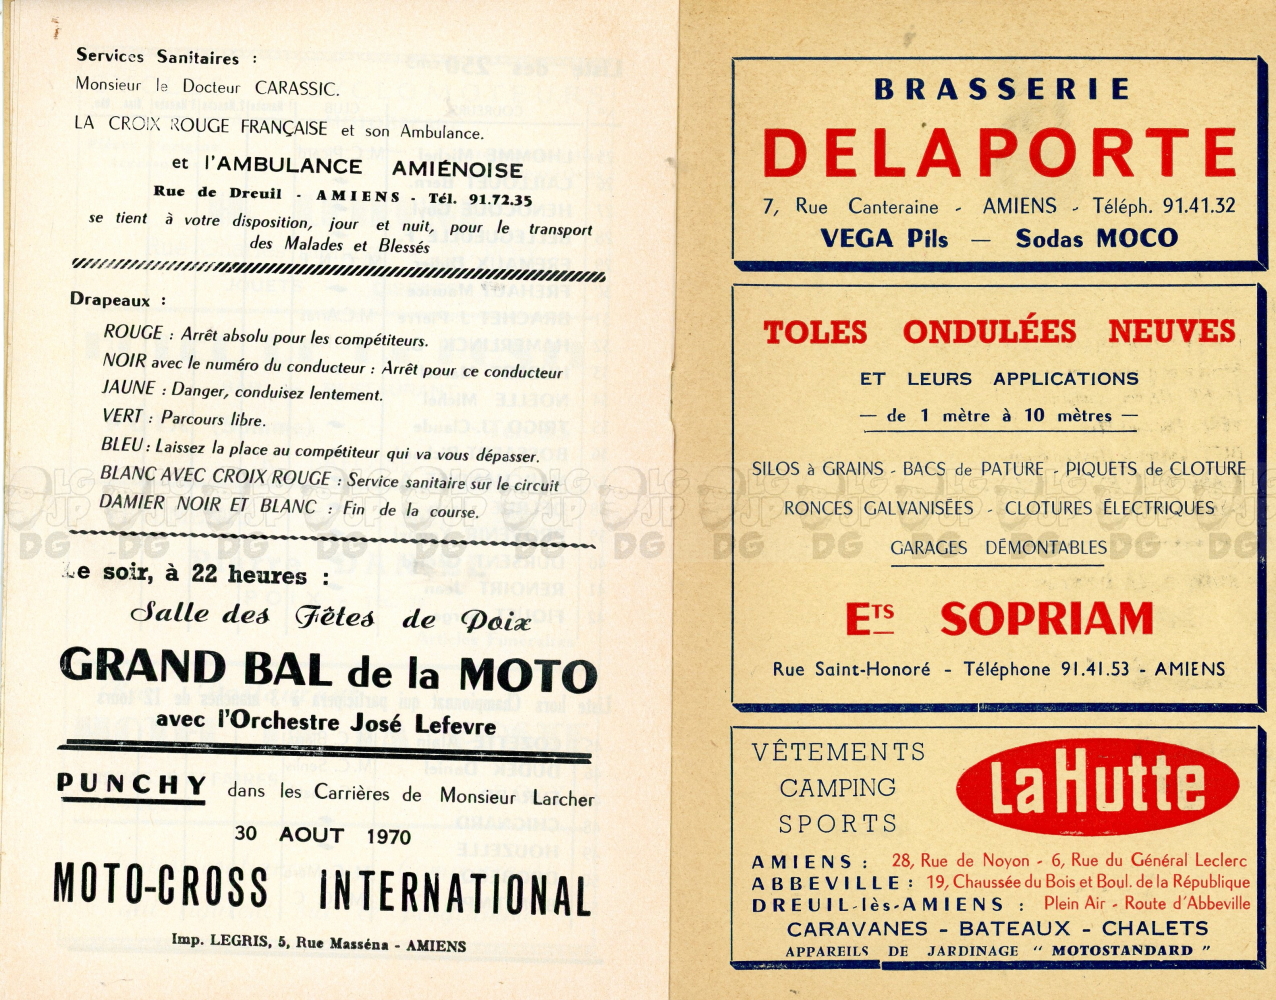 Services Sanitaires :
Monsieur le Docteur CARASSIC.
LA CROIX ROUGE FRANÇAISE et son Ambulance.
et l'AMBULANCE AMIÉNOISE
Rue de Dreuil - AMIENS - Tél. 91.72.35
se tient à votre disposition, jour et nuit, pour le transport
des Malades et Blessés
Drapeaux :
ROUGE : Arrêt absolu pour les compétiteurs.
NOIR avec le numéro du conducteur : Arrêt pour ce conducteur
JAUNE : Danger, conduisez lentement.
VERT : Parcours libre.
BLEU : Laissez la place au compétiteur qui va vous dépasser.
BLANC AVEC CROIX ROUGE : Service sanitaire sur le circuit
DAMIER NOIR ET BLANC : Fin de la course.
Le soir, à 22 heures :
Salle des Fêtes de Poix
GRAND BAL de la MOTO
avec l'Orchestre José Lefevre
PUNCHY dans les Carrières de Monsieur Larcher
30 AOUT 1970
MOTO-CROSS INTERNATIONAL
Imp. LEGRIS, 5, Rue Masséna - AMIENS
BRASSERIE
DELAPORTE
7, Rue Canteraine - AMIENS - Téléph. 91.41.32
VEGA Pils — Sodas MOCO
TOLES ONDULÉES NEUVES
ET LEURS APPLICATIONS
— de 1 mètre à 10 mètres —
SILOS à GRAINS - BACS de PATURE - PIQUETS de CLOTURE
RONCES GALVANISÉES - CLOTURES ÉLECTRIQUES
GARAGES DÉMONTABLES
ETS SOPRIAM
Rue Saint-Honoré - Téléphone 91.41.53 - AMIENS
VÊTEMENTS
CAMPING
SPORTS
La Hutte
AMIENS : 28, Rue de Noyon - 6, Rue du Général Leclerc
ABBEVILLE : 19, Chaussée du Bois et Boul. de la République
DREUIL-lès-AMIENS : Plein Air - Route d'Abbeville
CARAVANES - BATEAUX - CHALETS
APPAREILS DE JARDINAGE " MOTOSTANDARD "